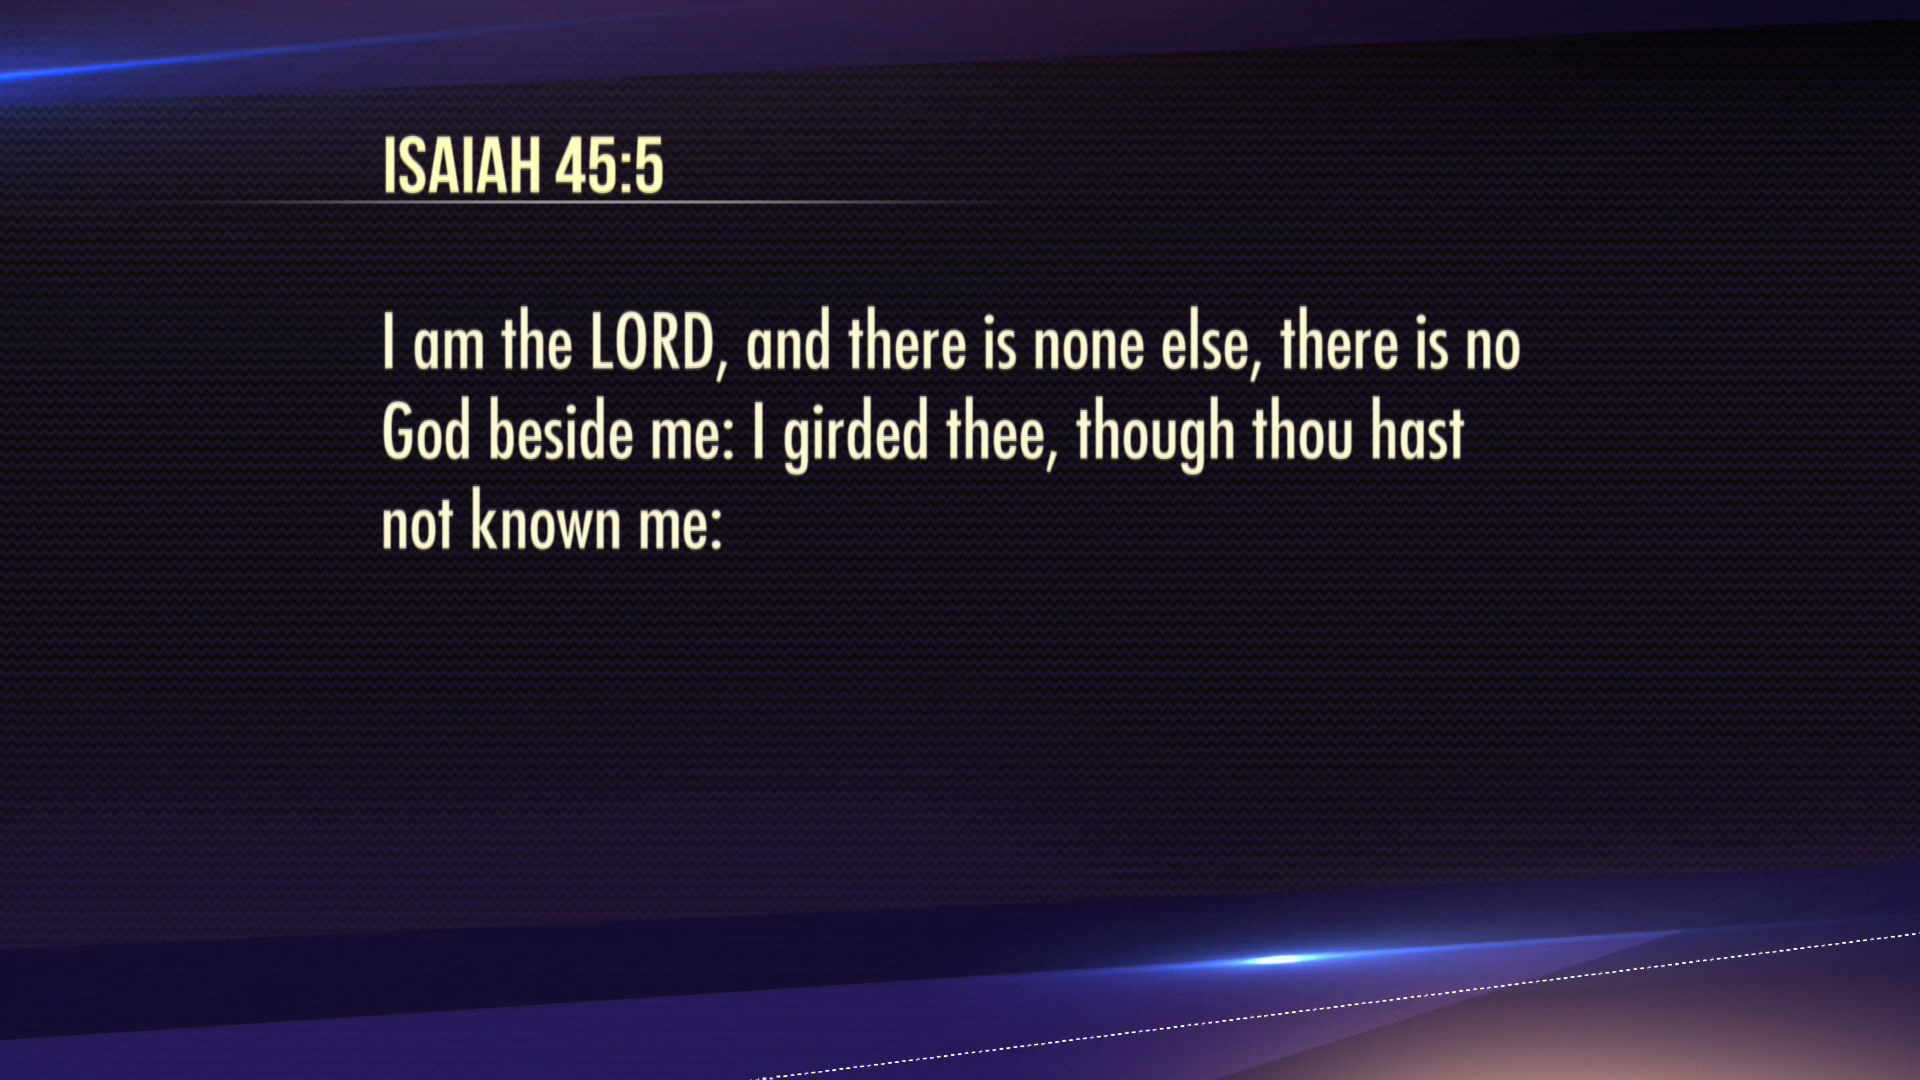 ISAIAH 45:5
I am the LORD, and there is none else, there is no
God beside me: I girded thee, though thou hast
not known me: